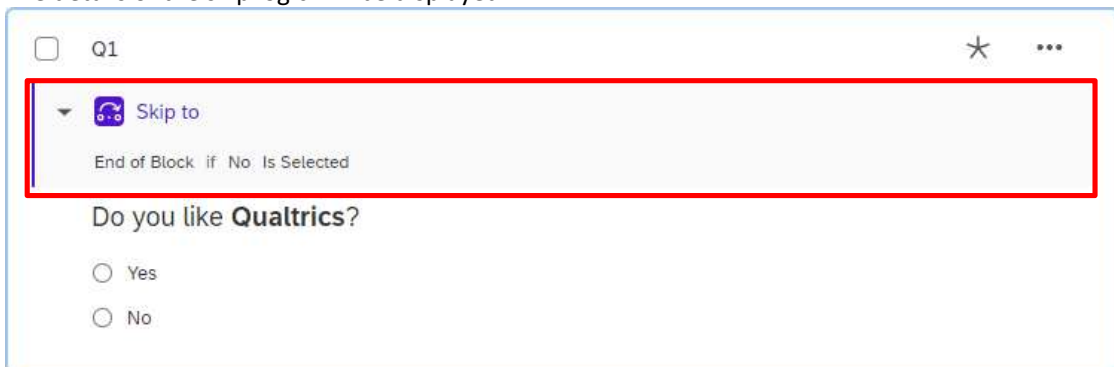 Q1
Skip to
End of Block if No Is Selected
Do you like Qualtrics?
Yes
No